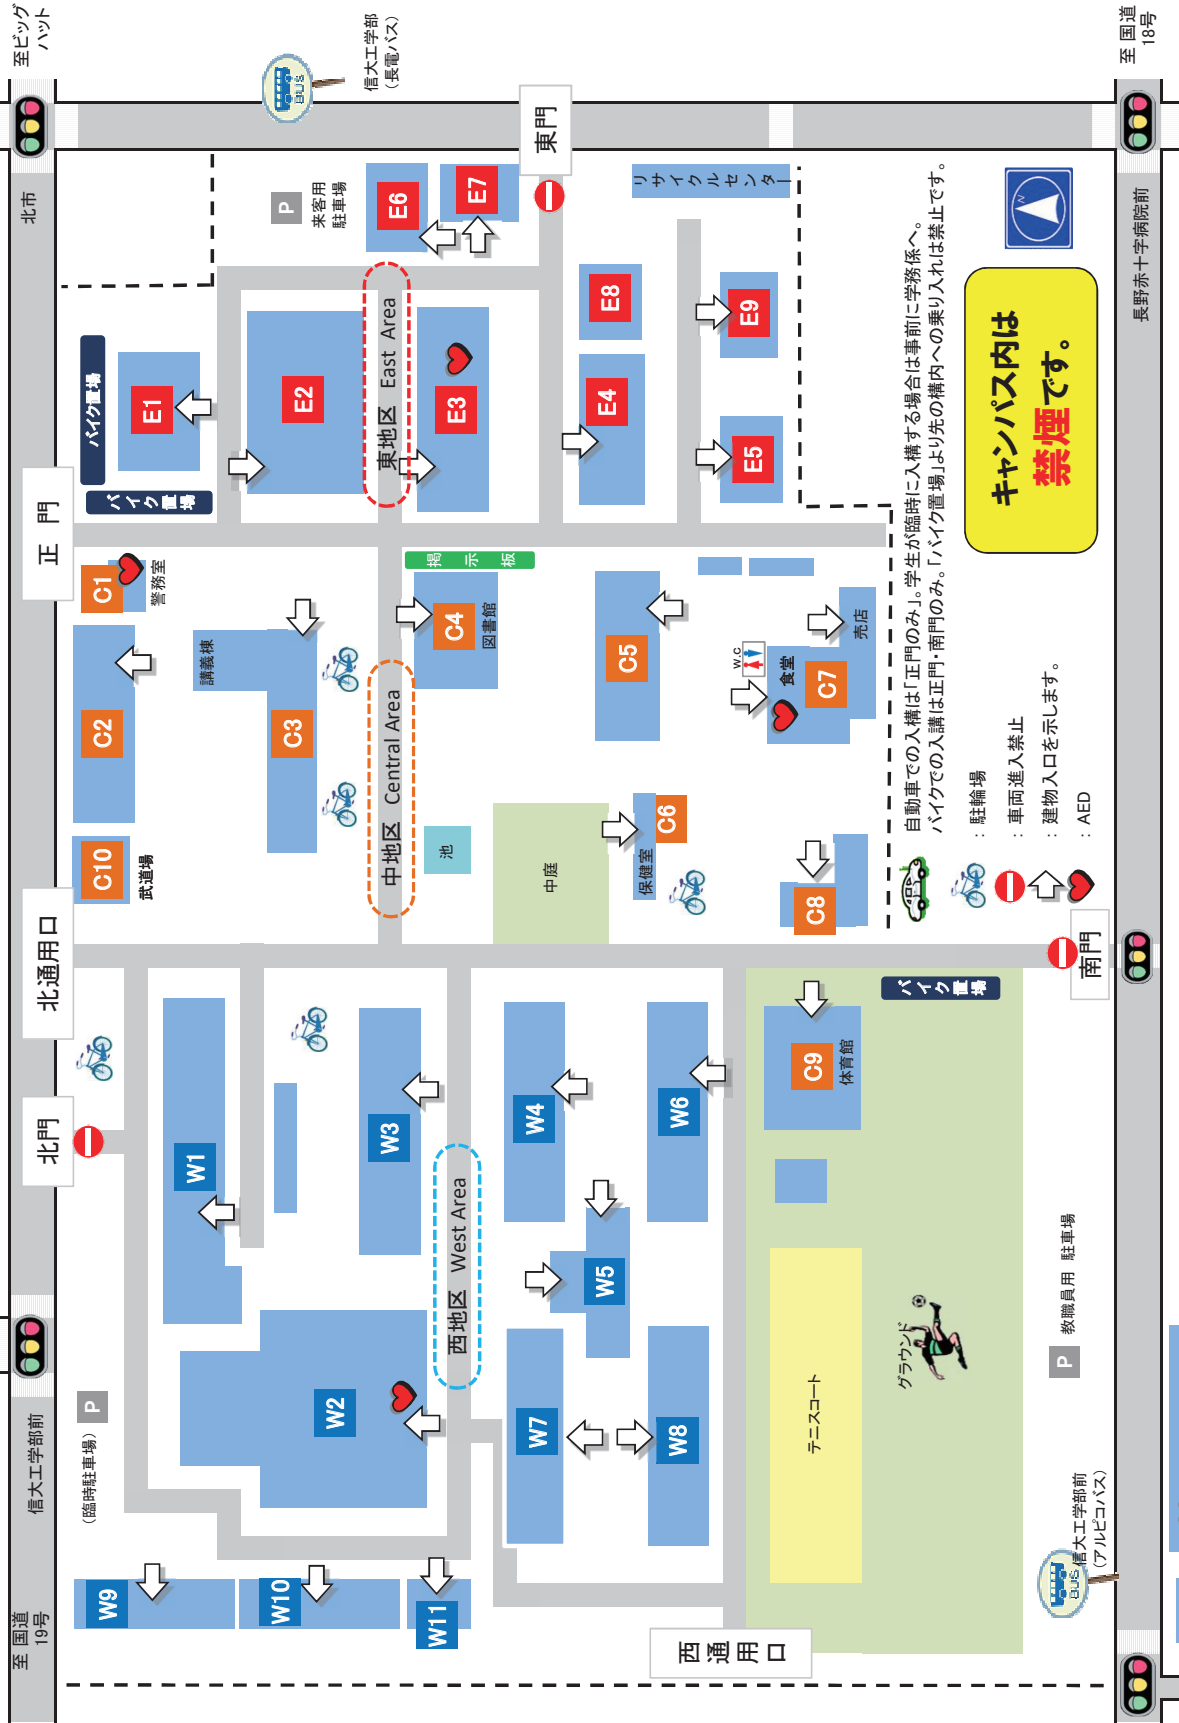 至 国道
19号
信大工学部前
北市
至ビッグ
ハット
北門
北通用口
正 門
P
(臨時駐車場)
W9
W10
W11
W1
W2
W3
西地区 West Area
W4
W5
W6
W7
W8
西通用口
C10
武道場
C2
C1
警務室
講義棟
C3
中地区 Central Area
池
中庭
C4
図書館
掲 示 板
C5
C6
保健室
w.c
食堂
C7
売店
C8
C9
体育館
バイク置場
バイク置場
バイク置場
E1
E2
東地区 East Area
E3
E4
E5
E6
E7
E8
E9
P
来客用
駐車場
BUS
信大工学部
(長電バス)
東門
リサイクルセンター
テニスコート
グラウンド
P
教職員用 駐車場
BUS
信大工学部前
(アルピコバス)
南門
自動車での入構は「正門のみ」。学生が臨時に入構する場合は事前に学務係へ。
バイクでの入講は正門・南門のみ。「バイク置場」より先の構内への乗り入れは禁止です。
:駐輪場
:車両進入禁止
:建物入口を示します。
:AED
キャンパス内は
禁煙です。
N
長野赤十字病院前
至 国道
18号